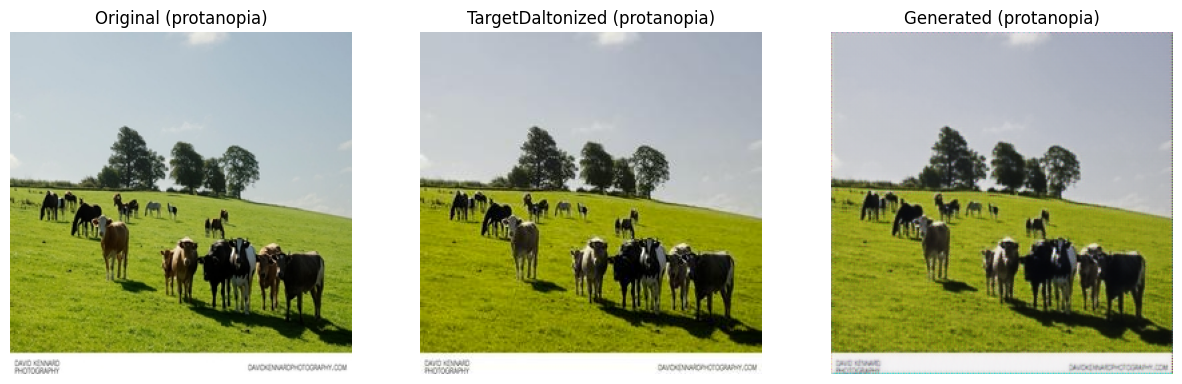 Original (protanopia)
TargetDaltonized (protanopia)
Generated (protanopia)
DAVID KENNARD
PHOTOGRAPHY
DAVIDKENNARDPHOTOGRAPHY.COM
DAVID KENNARD
PHOTOGRAPHY
DAVIDKENNARDPHOTOGRAPHY.COM
DAVID KENNARD
PHOTOGRAPHY
DAVIDKENNARDPHOTOGRAPHY.COM